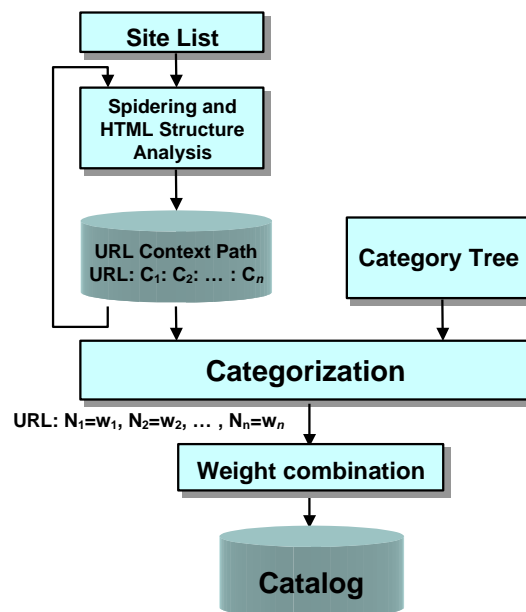 Site List
Spidering and
HTML Structure
Analysis
URL Context Path
URL: C₁: C₂: … : Cₙ
Category Tree
Categorization
URL: N₁=w₁, N₂=w₂, … , Nₙ=wₙ
Weight combination
Catalog